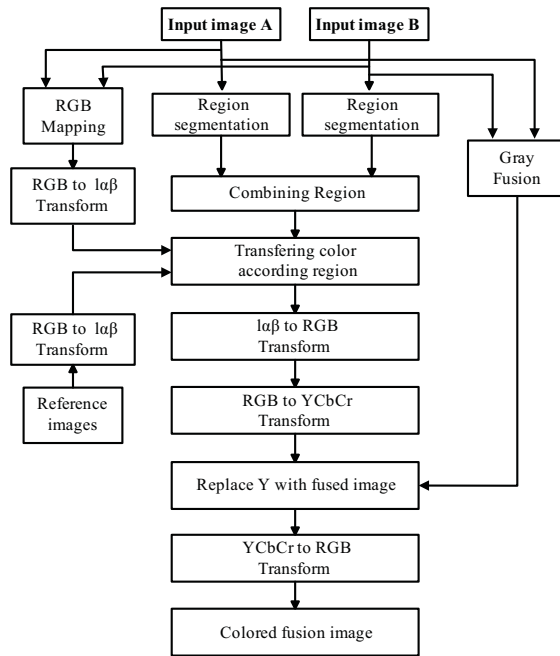 Input image A
Input image B
RGB
Mapping
Region
segmentation
Region
segmentation
Gray
Fusion
RGB to lαβ
Transform
Combining Region
Transfering color
according region
RGB to lαβ
Transform
lαβ to RGB
Transform
Reference
images
RGB to YCbCr
Transform
Replace Y with fused image
YCbCr to RGB
Transform
Colored fusion image